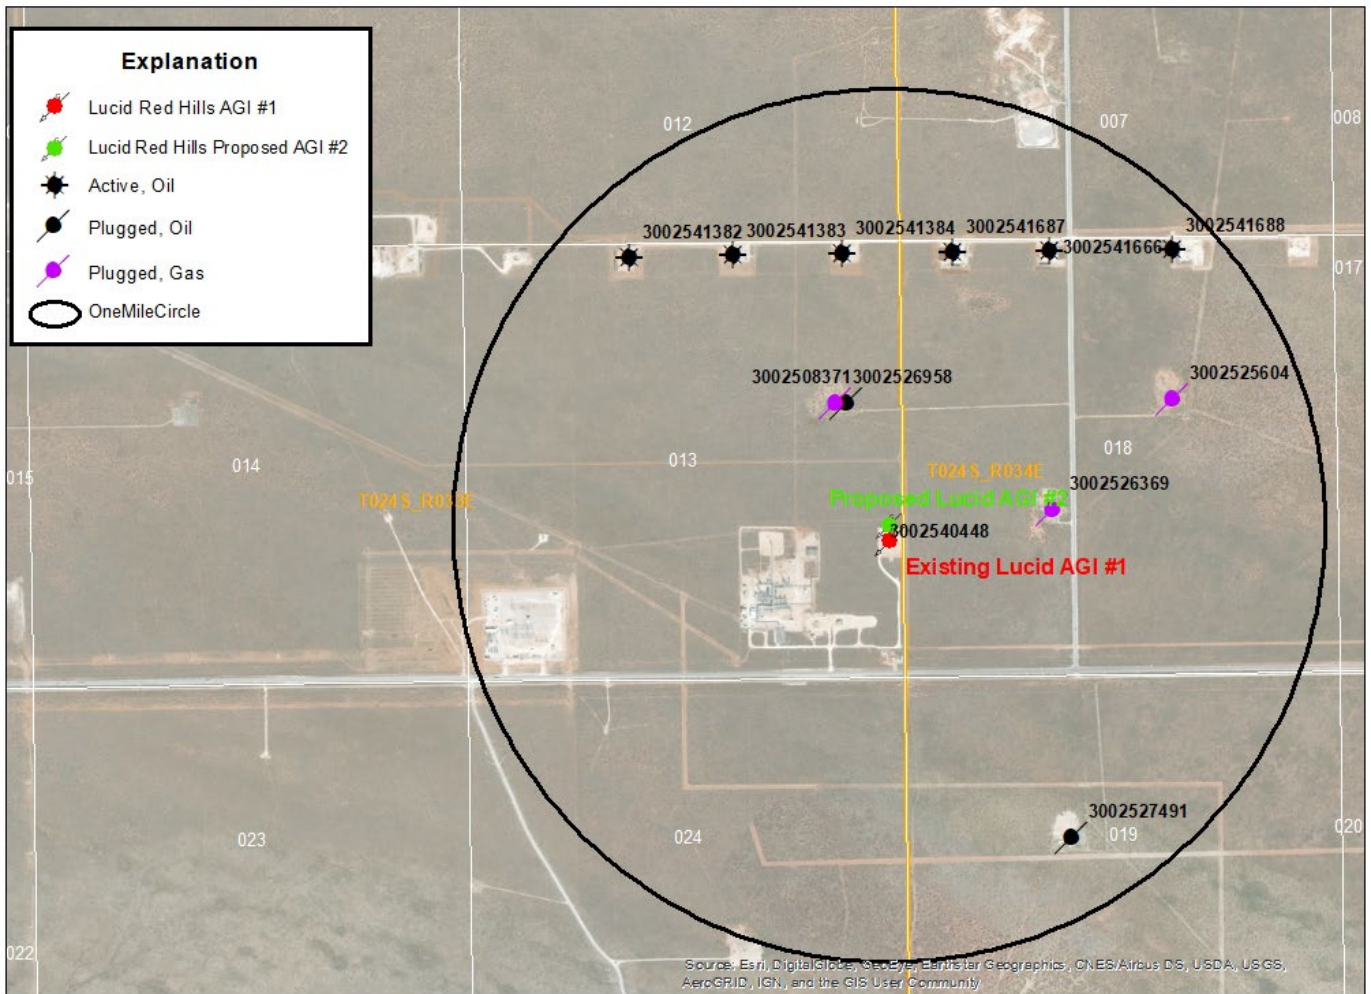 Explanation
Lucid Red Hills AGI #1
Lucid Red Hills Proposed AGI #2
Active, Oil
Plugged, Oil
Plugged, Gas
OneMileCircle
012
007
008
3002541382
3002541383
3002541384
3002541687
3002541666
3002541688
017
3002508371
3002526958
3002525604
013
014
015
018
T024S_R033E
T024S_R034E
3002526369
Proposed Lucid AGI #2
3002540448
Existing Lucid AGI #1
3002527491
019
020
023
024
022
Source: Esri, DigitalGlobe, GeoEye, Earthstar Geographics, CNES/Airbus DS, USDA, USGS,
AeroGRID, IGN, and the GIS User Community